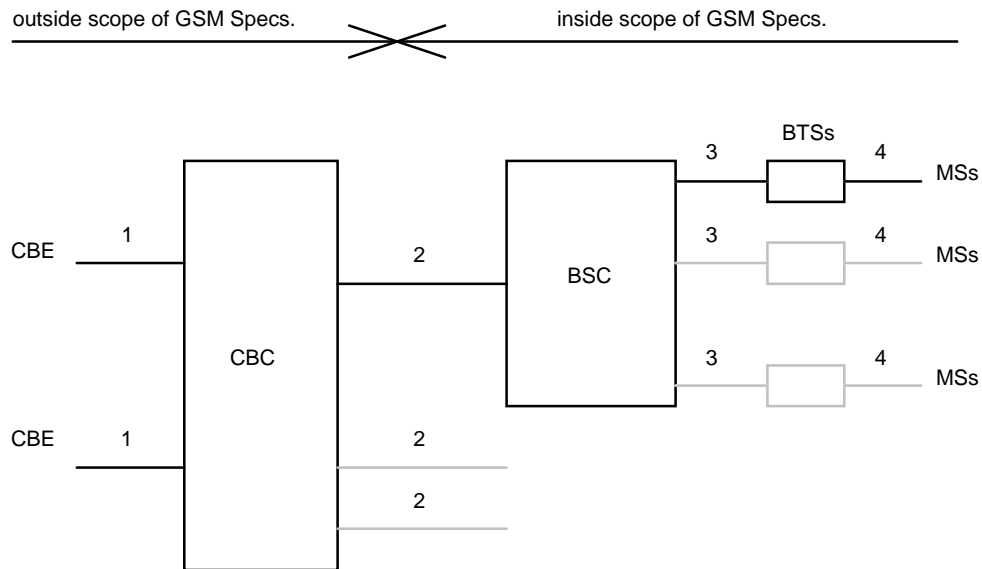 outside scope of GSM Specs.
inside scope of GSM Specs.
BTSs
3
4
MSs
CBE
1
2
3
4
MSs
BSC
CBC
3
4
MSs
CBE
1
2
2